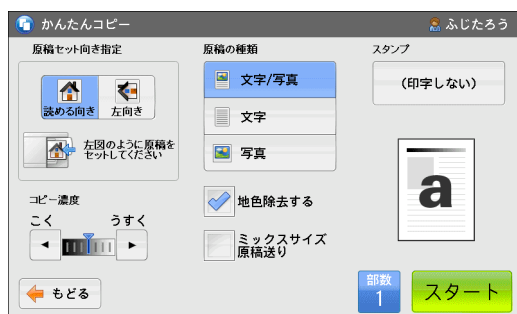 かんたんコピー
ふじたろう
原稿セット向き指定
読める向き
左向き
左図のように原稿を
セットしてください
コピー濃度
こく
うすく
もどる
原稿の種類
文字/写真
文字
写真
地色除去する
ミックスサイズ
原稿送り
スタンプ
(印字しない)
a
部数
1
スタート